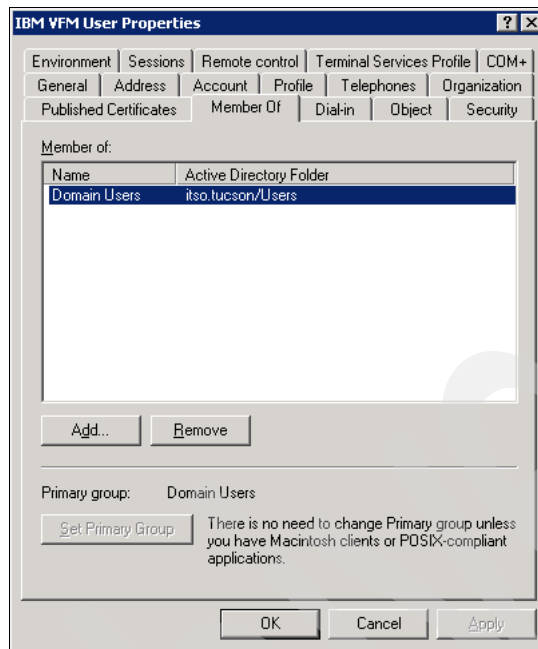 IBM VFM User Properties
Environment Sessions Remote control Terminal Services Profile COM+
General Address Account Profile Telephones Organization
Published Certificates Member Of Dial-in Object Security
Member of:
Name Active Directory Folder
Domain Users itso.tucson/Users
Add... Remove
Primary group: Domain Users
Set Primary Group
There is no need to change Primary group unless
you have Macintosh clients or POSIX-compliant
applications.
OK Cancel Apply